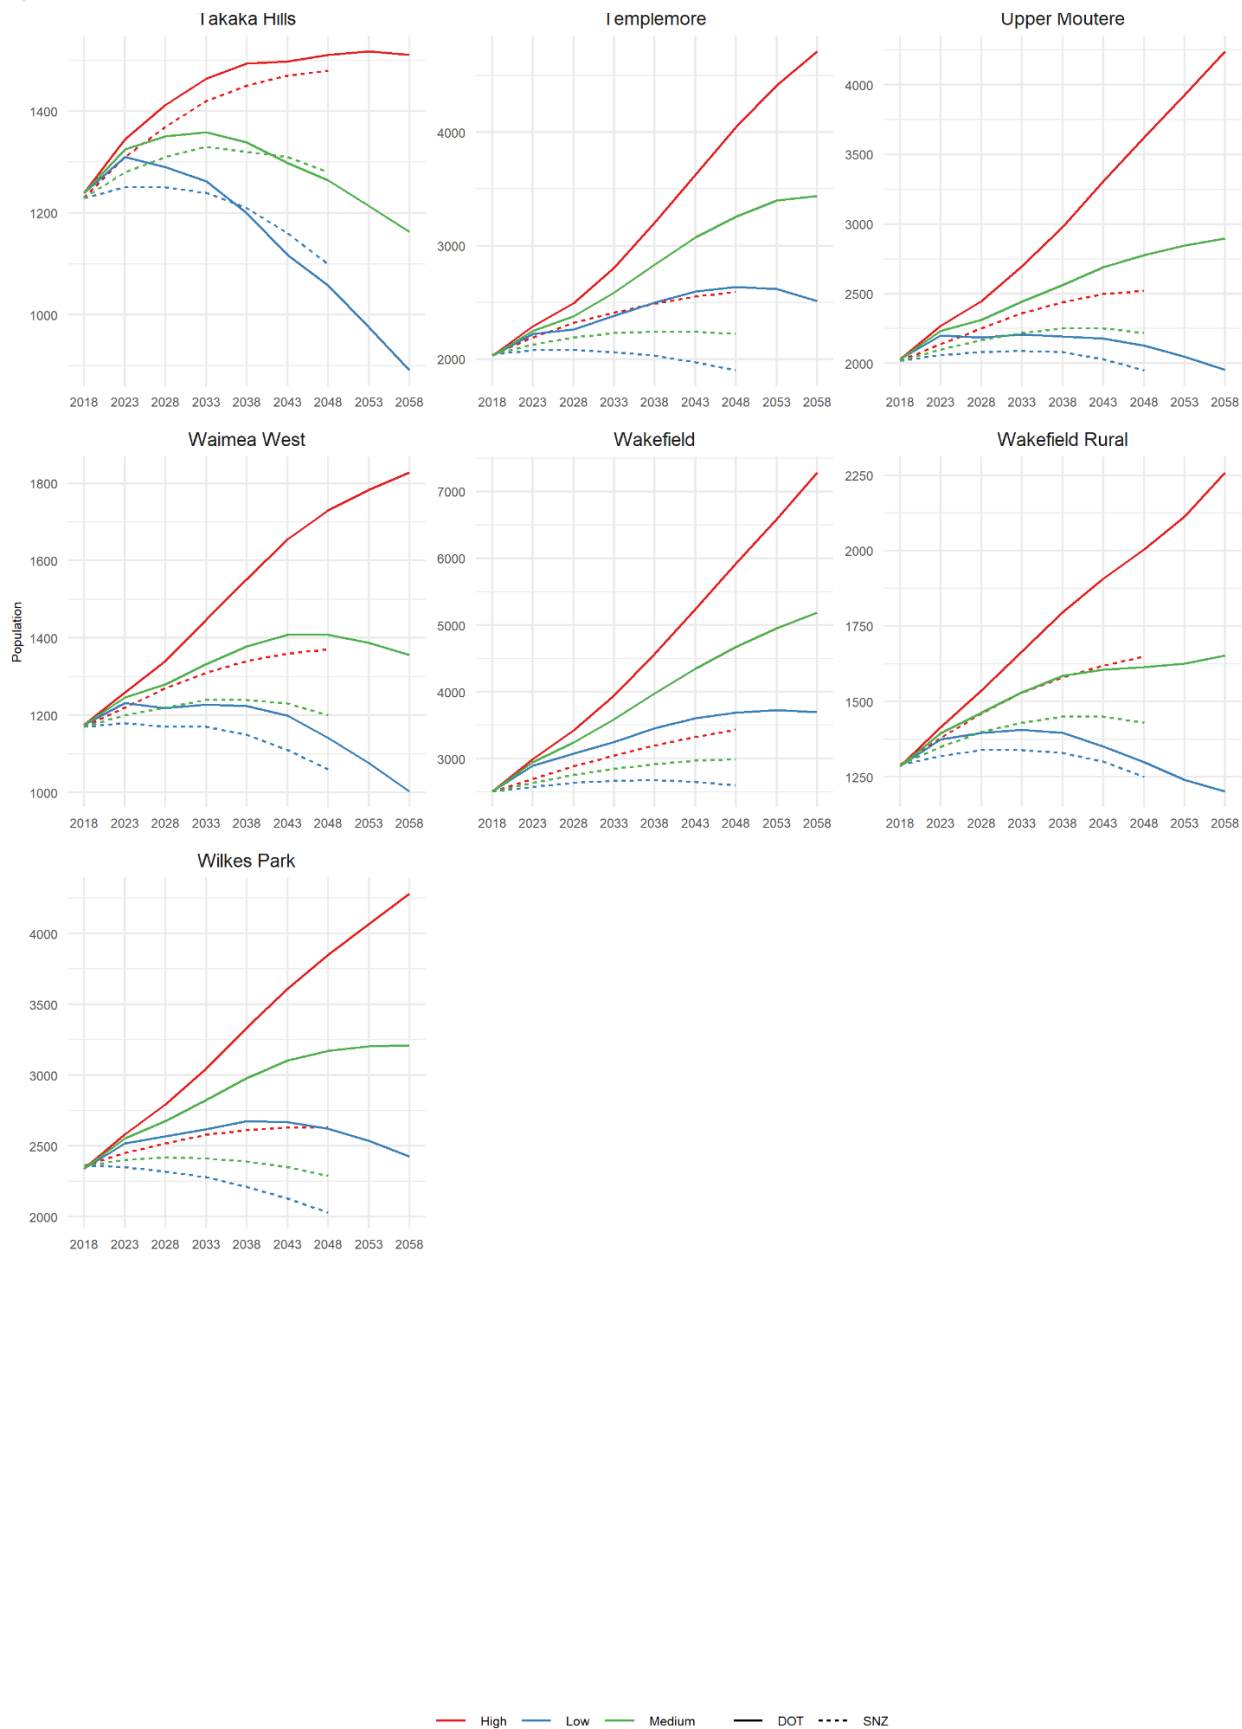 Takaka Hills Templemore Upper Moutere
1400
1200
1000
4000
3000
2000
4000
3500
3000
2500
2000
2018 2023 2028 2033 2038 2043 2048 2053 2058
2018 2023 2028 2033 2038 2043 2048 2053 2058
2018 2023 2028 2033 2038 2043 2048 2053 2058
Waimea West Wakefield Wakefield Rural
Population
1800
1600
1400
1200
1000
7000
6000
5000
4000
3000
2250
2000
1750
1500
1250
2018 2023 2028 2033 2038 2043 2048 2053 2058
2018 2023 2028 2033 2038 2043 2048 2053 2058
2018 2023 2028 2033 2038 2043 2048 2053 2058
Wilkes Park
4000
3500
3000
2500
2000
2018 2023 2028 2033 2038 2043 2048 2053 2058
High Low Medium DOT SNZ